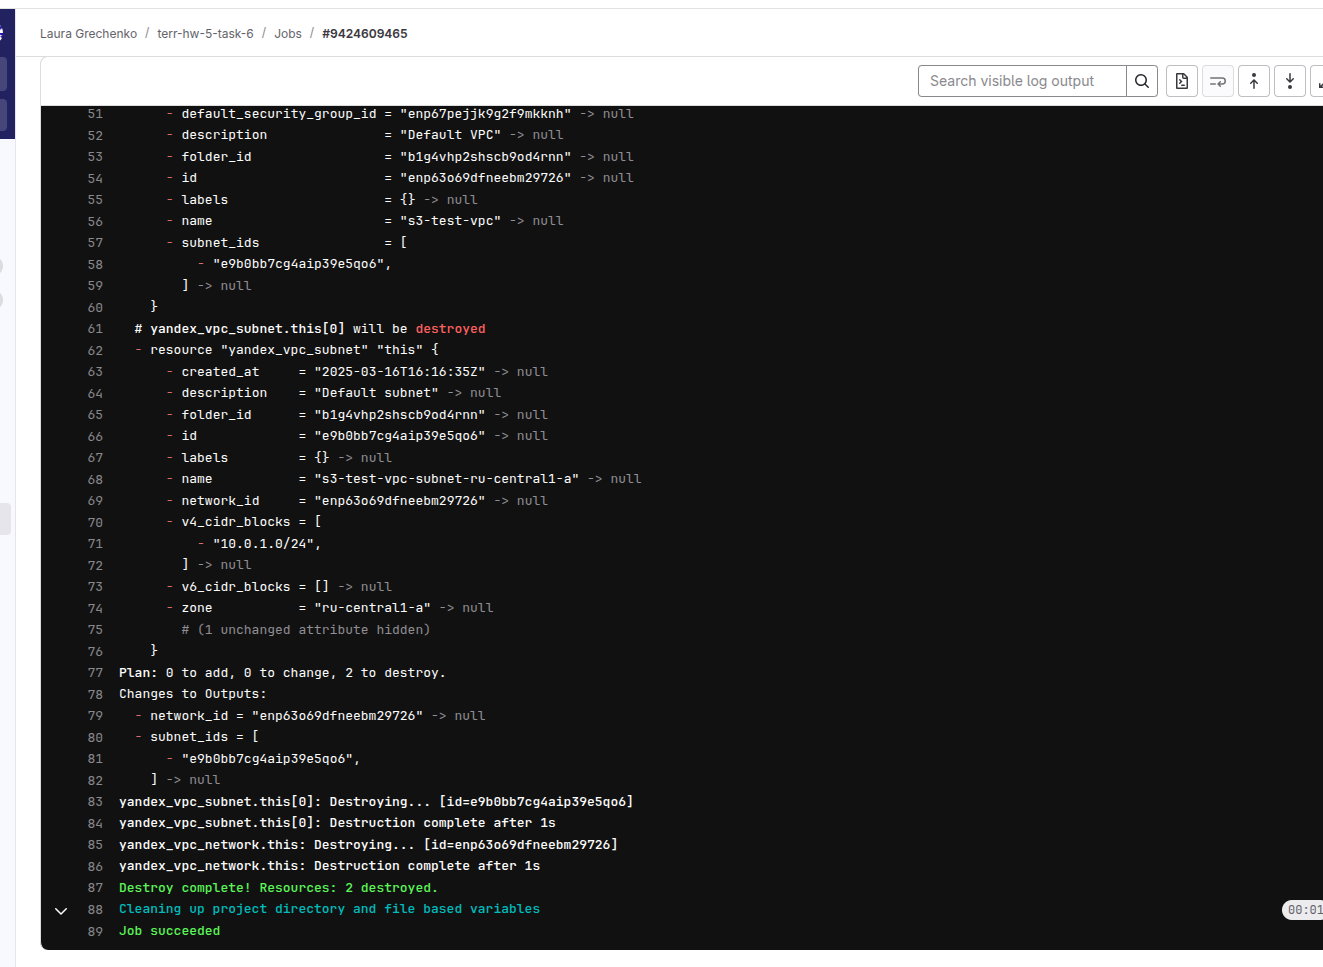 Laura Grechenko / terr-hw-5-task-6 / Jobs / #9424609465
Search visible log output
51 - default_security_group_id = "enp67pejjk9g2f9mkknh" -> null
52 - description = "Default VPC" -> null
53 - folder_id = "b1g4vhp2shscb9od4rnn" -> null
54 - id = "enp63o69dfneebm29726" -> null
55 - labels = {} -> null
56 - name = "s3-test-vpc" -> null
57 - subnet_ids = [
58 - "e9b0bb7cg4aip39e5qo6",
59 ] -> null
60 }
61 # yandex_vpc_subnet.this[0] will be destroyed
62 - resource "yandex_vpc_subnet" "this" {
63 - created_at = "2025-03-16T16:16:35Z" -> null
64 - description = "Default subnet" -> null
65 - folder_id = "b1g4vhp2shscb9od4rnn" -> null
66 - id = "e9b0bb7cg4aip39e5qo6" -> null
67 - labels = {} -> null
68 - name = "s3-test-vpc-subnet-ru-central1-a" -> null
69 - network_id = "enp63o69dfneebm29726" -> null
70 - v4_cidr_blocks = [
71 - "10.0.1.0/24",
72 ] -> null
73 - v6_cidr_blocks = [] -> null
74 - zone = "ru-central1-a" -> null
75 # (1 unchanged attribute hidden)
76 }
77 Plan: 0 to add, 0 to change, 2 to destroy.
78 Changes to Outputs:
79 - network_id = "enp63o69dfneebm29726" -> null
80 - subnet_ids = [
81 - "e9b0bb7cg4aip39e5qo6",
82 ] -> null
83 yandex_vpc_subnet.this[0]: Destroying... [id=e9b0bb7cg4aip39e5qo6]
84 yandex_vpc_subnet.this[0]: Destruction complete after 1s
85 yandex_vpc_network.this: Destroying... [id=enp63o69dfneebm29726]
86 yandex_vpc_network.this: Destruction complete after 1s
87 Destroy complete! Resources: 2 destroyed.
88 Cleaning up project directory and file based variables 00:01
89 Job succeeded